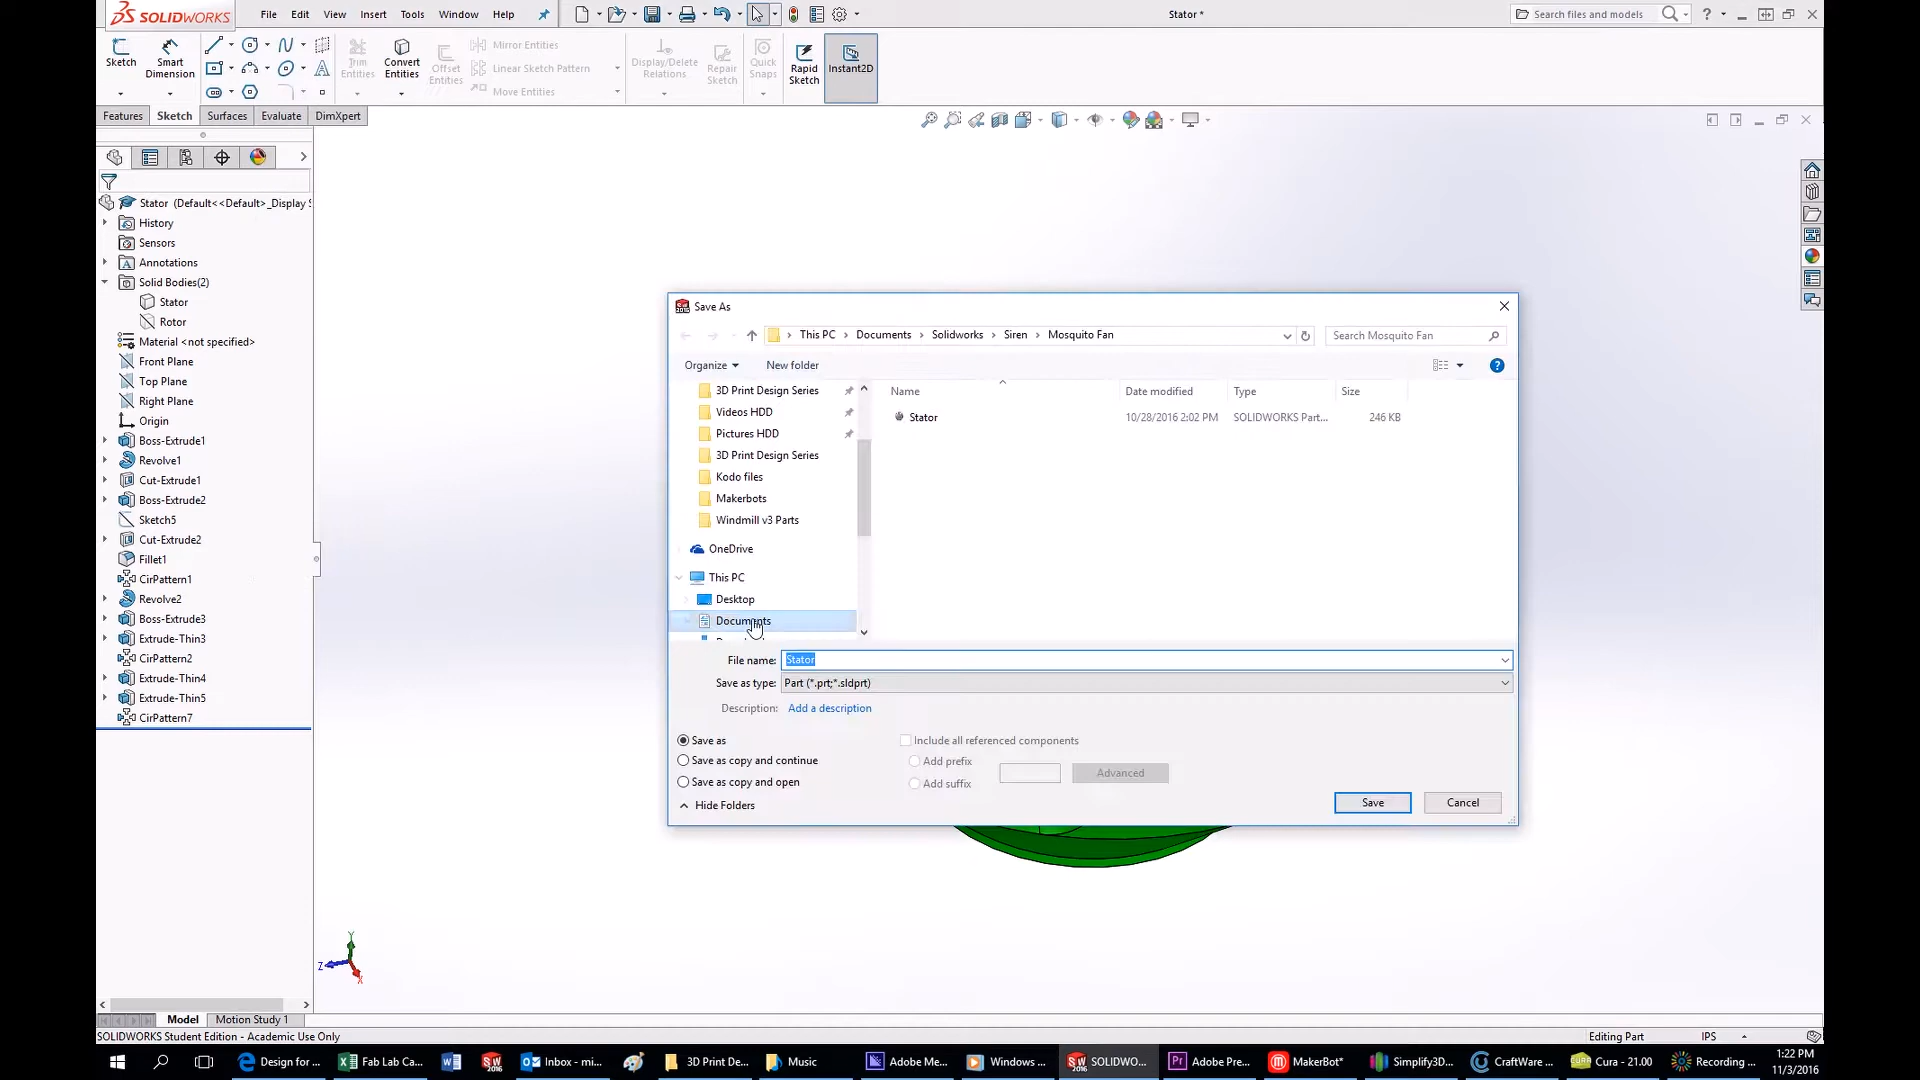 SOLIDWORKS
File Edit View Insert Tools Window Help
Stator *
Search files and models
Sketch
Smart Dimension
Trim Entities
Convert Entities
Offset Entities
Mirror Entities
Linear Sketch Pattern
Move Entities
Display/Delete Relations
Repair Sketch
Quick Snaps
Rapid Sketch
Instant2D
Features Sketch Surfaces Evaluate DimXpert
Stator (Default<<Default>_Display S
History
Sensors
Annotations
Solid Bodies(2)
Stator
Rotor
Material <not specified>
Front Plane
Top Plane
Right Plane
Origin
Boss-Extrude1
Revolve1
Cut-Extrude1
Boss-Extrude2
Sketch5
Cut-Extrude2
Fillet1
CirPattern1
Revolve2
Boss-Extrude3
Extrude-Thin3
CirPattern2
Extrude-Thin4
Extrude-Thin5
CirPattern7
Save As
This PC > Documents > Solidworks > Siren > Mosquito Fan
Search Mosquito Fan
Organize New folder
3D Print Design Series
Videos HDD
Pictures HDD
3D Print Design Series
Kodo files
Makerbots
Windmill v3 Parts
OneDrive
This PC
Desktop
Documents
Name Date modified Type Size
Stator 10/28/2016 2:02 PM SOLIDWORKS Part... 246 KB
File name: Stator
Save as type: Part (*.prt;*.sldprt)
Description: Add a description
Save as
Save as copy and continue
Save as copy and open
Include all referenced components
Add prefix
Add suffix
Advanced
Hide Folders
Save Cancel
Y
Z
X
Model Motion Study 1
SOLIDWORKS Student Edition - Academic Use Only
Editing Part IPS
Design for ... Fab Lab Ca... Inbox - mi... 3D Print De... Music Adobe Me... Windows ... SOLIDWO... Adobe Pre... MakerBot* Simplify3D... CraftWare ... Cura - 21.00 Recording ...
1:22 PM
11/3/2016